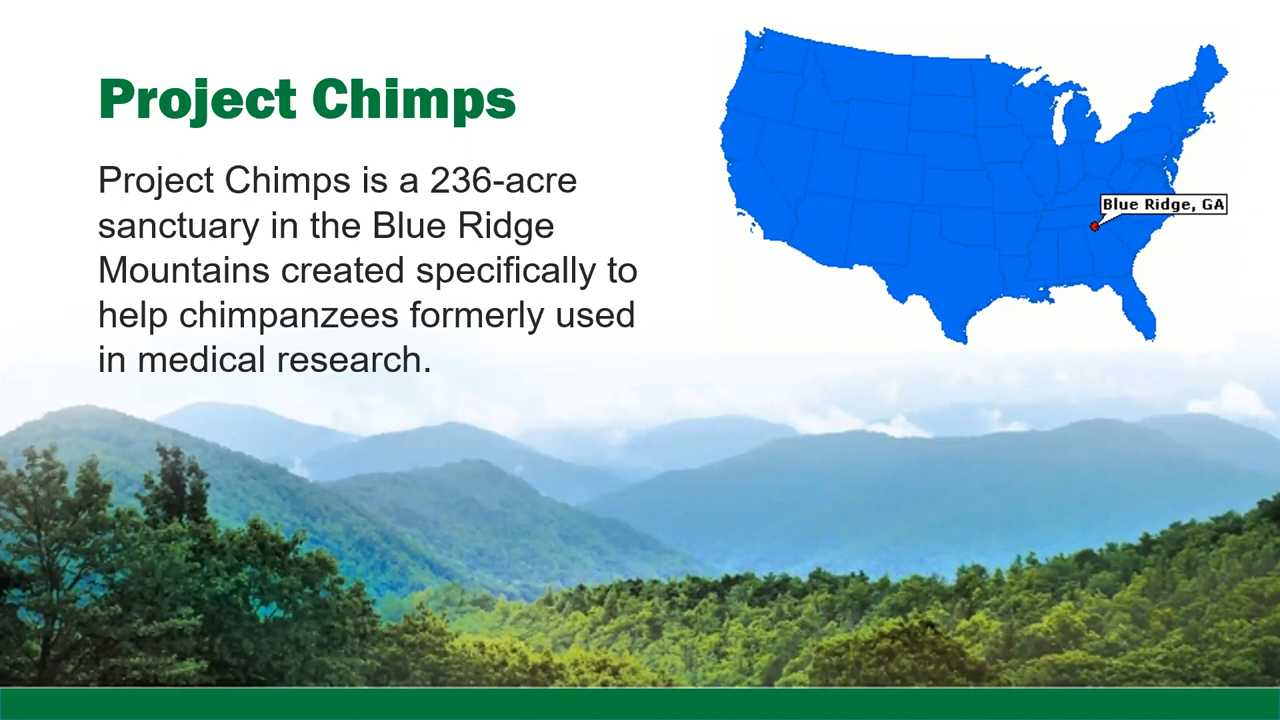 Project Chimps
Project Chimps is a 236-acre
sanctuary in the Blue Ridge
Mountains created specifically to
help chimpanzees formerly used
in medical research.
Blue Ridge, GA